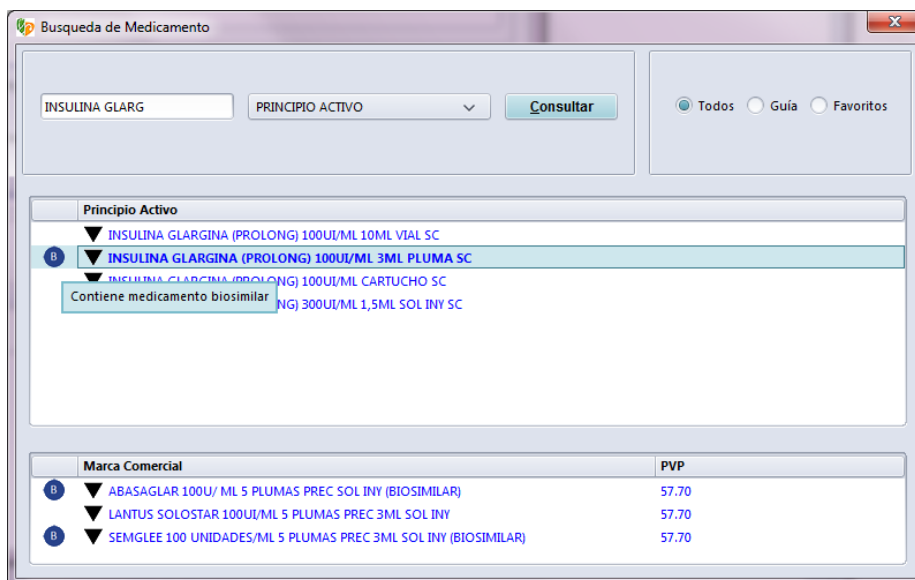 Busqueda de Medicamento
INSULINA GLARG PRINCIPIO ACTIVO Consultar Todos Guía Favoritos
Principio Activo
INSULINA GLARGINA (PROLONG) 100UI/ML 10ML VIAL SC
B INSULINA GLARGINA (PROLONG) 100UI/ML 3ML PLUMA SC
INSULINA GLARGINA (PROLONG) 100UI/ML CARTUCHO SC
Contiene medicamento biosimilar NG) 300UI/ML 1,5ML SOL INY SC
Marca Comercial PVP
B ABASAGLAR 100U/ ML 5 PLUMAS PREC SOL INY (BIOSIMILAR) 57.70
LANTUS SOLOSTAR 100UI/ML 5 PLUMAS PREC 3ML SOL INY 57.70
B SEMGLEE 100 UNIDADES/ML 5 PLUMAS PREC 3ML SOL INY (BIOSIMILAR) 57.70